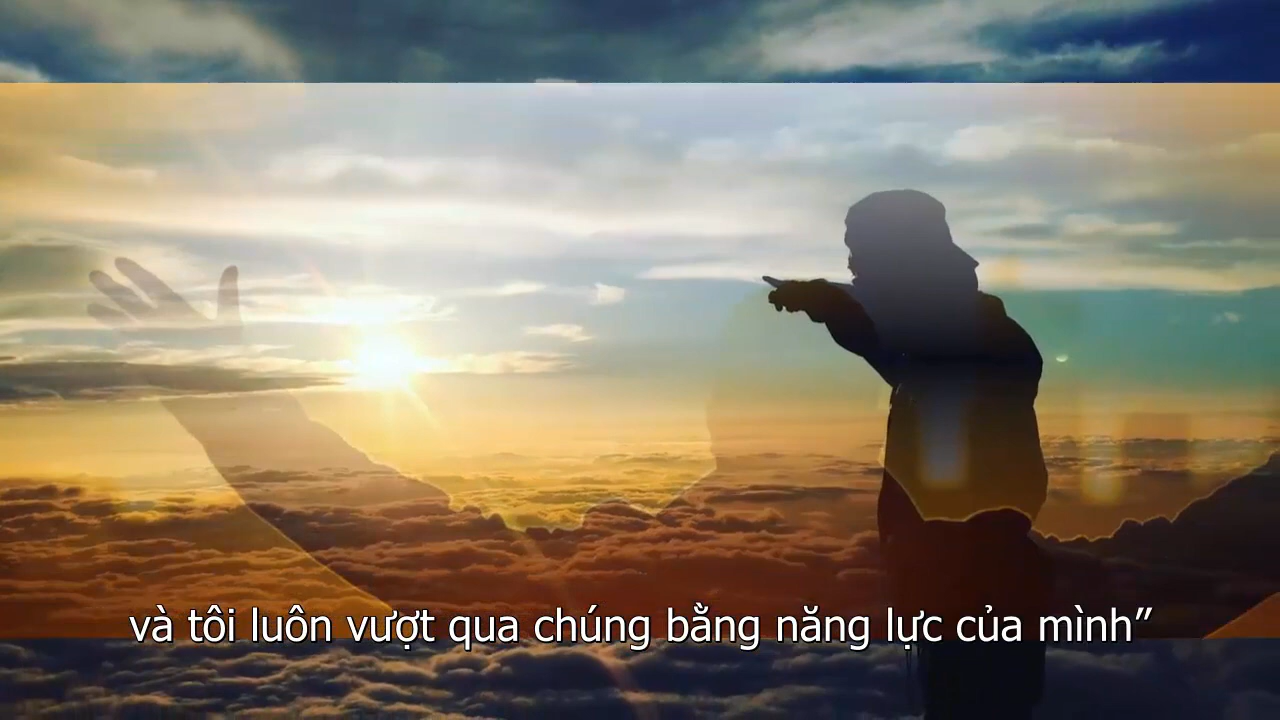 và tôi luôn vượt qua chúng bằng năng lực của mình”